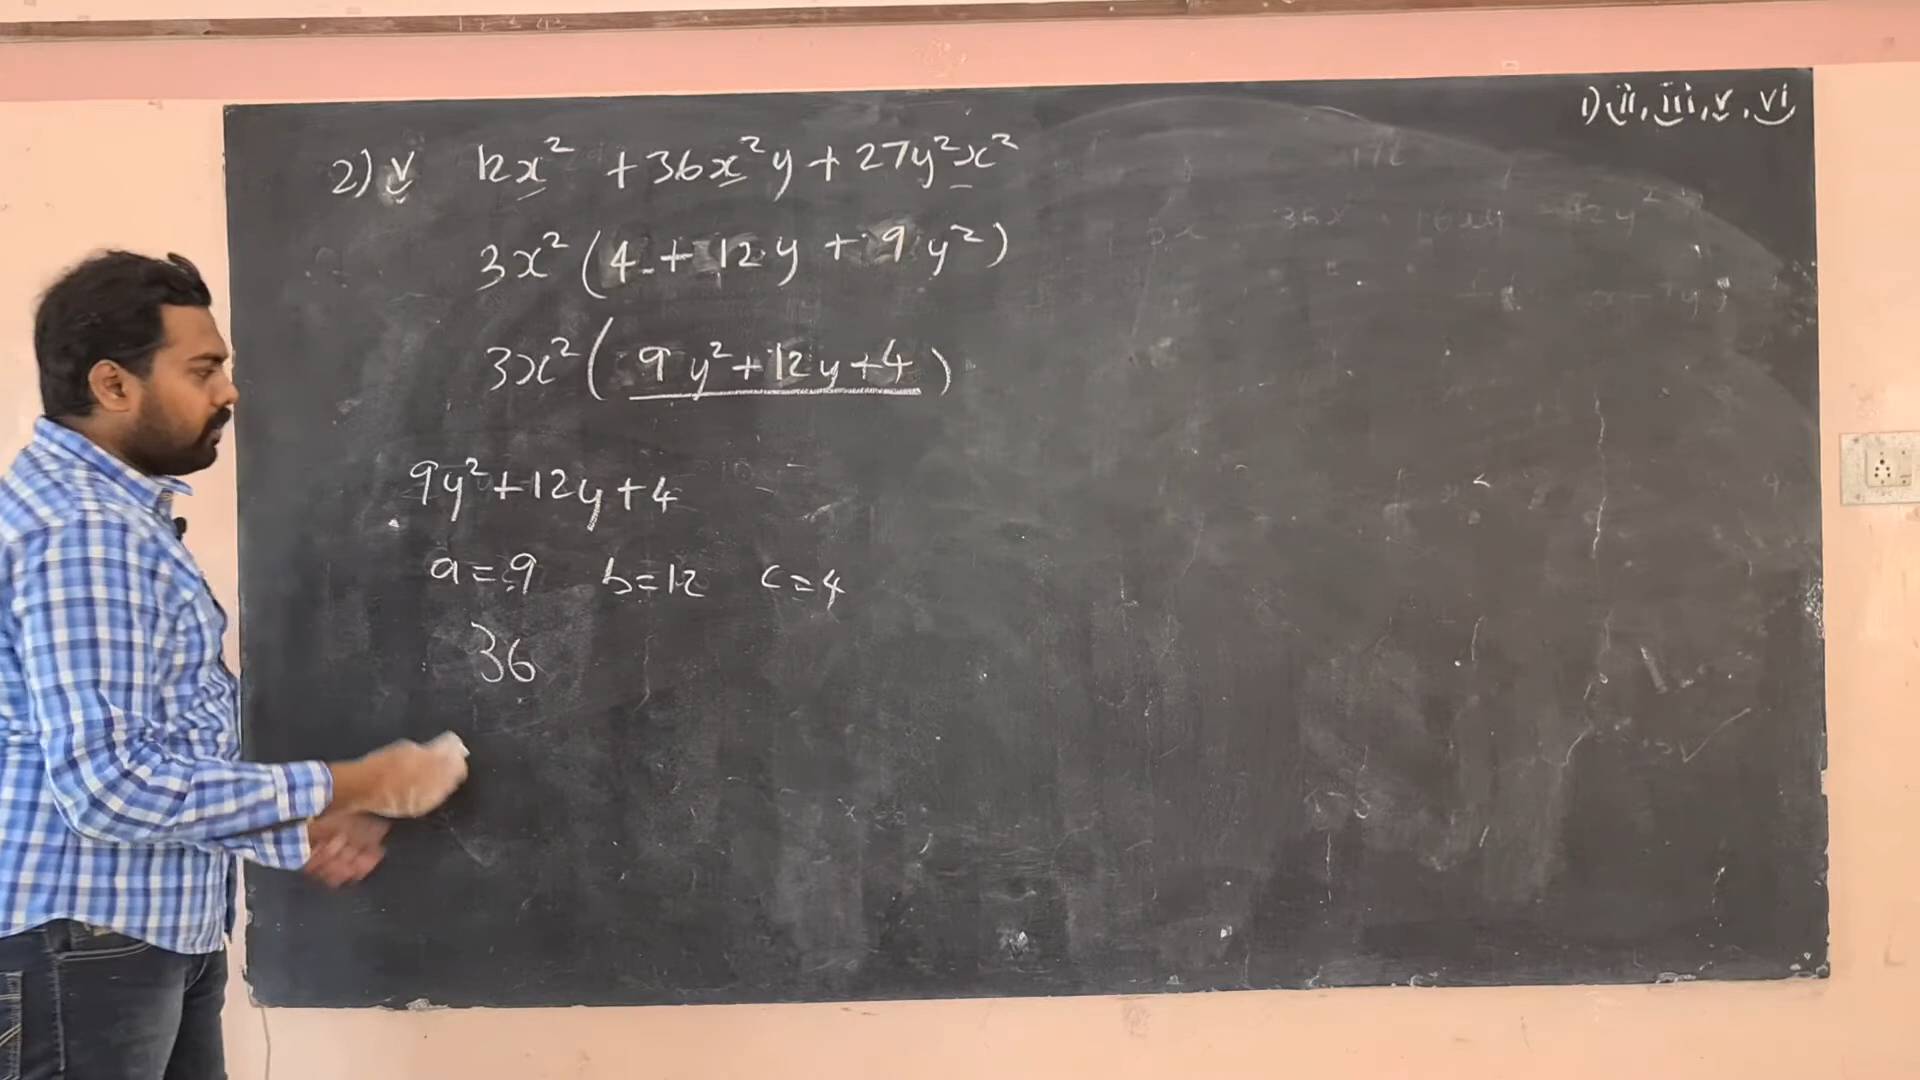 1) ii, iii, v, vi
2) v 12x² + 36x²y + 27y²x²
3x² (4 + 12y + 9y²)
3x² ( 9y² + 12y + 4 )
9y² + 12y + 4
a = 9 b = 12 c = 4
36